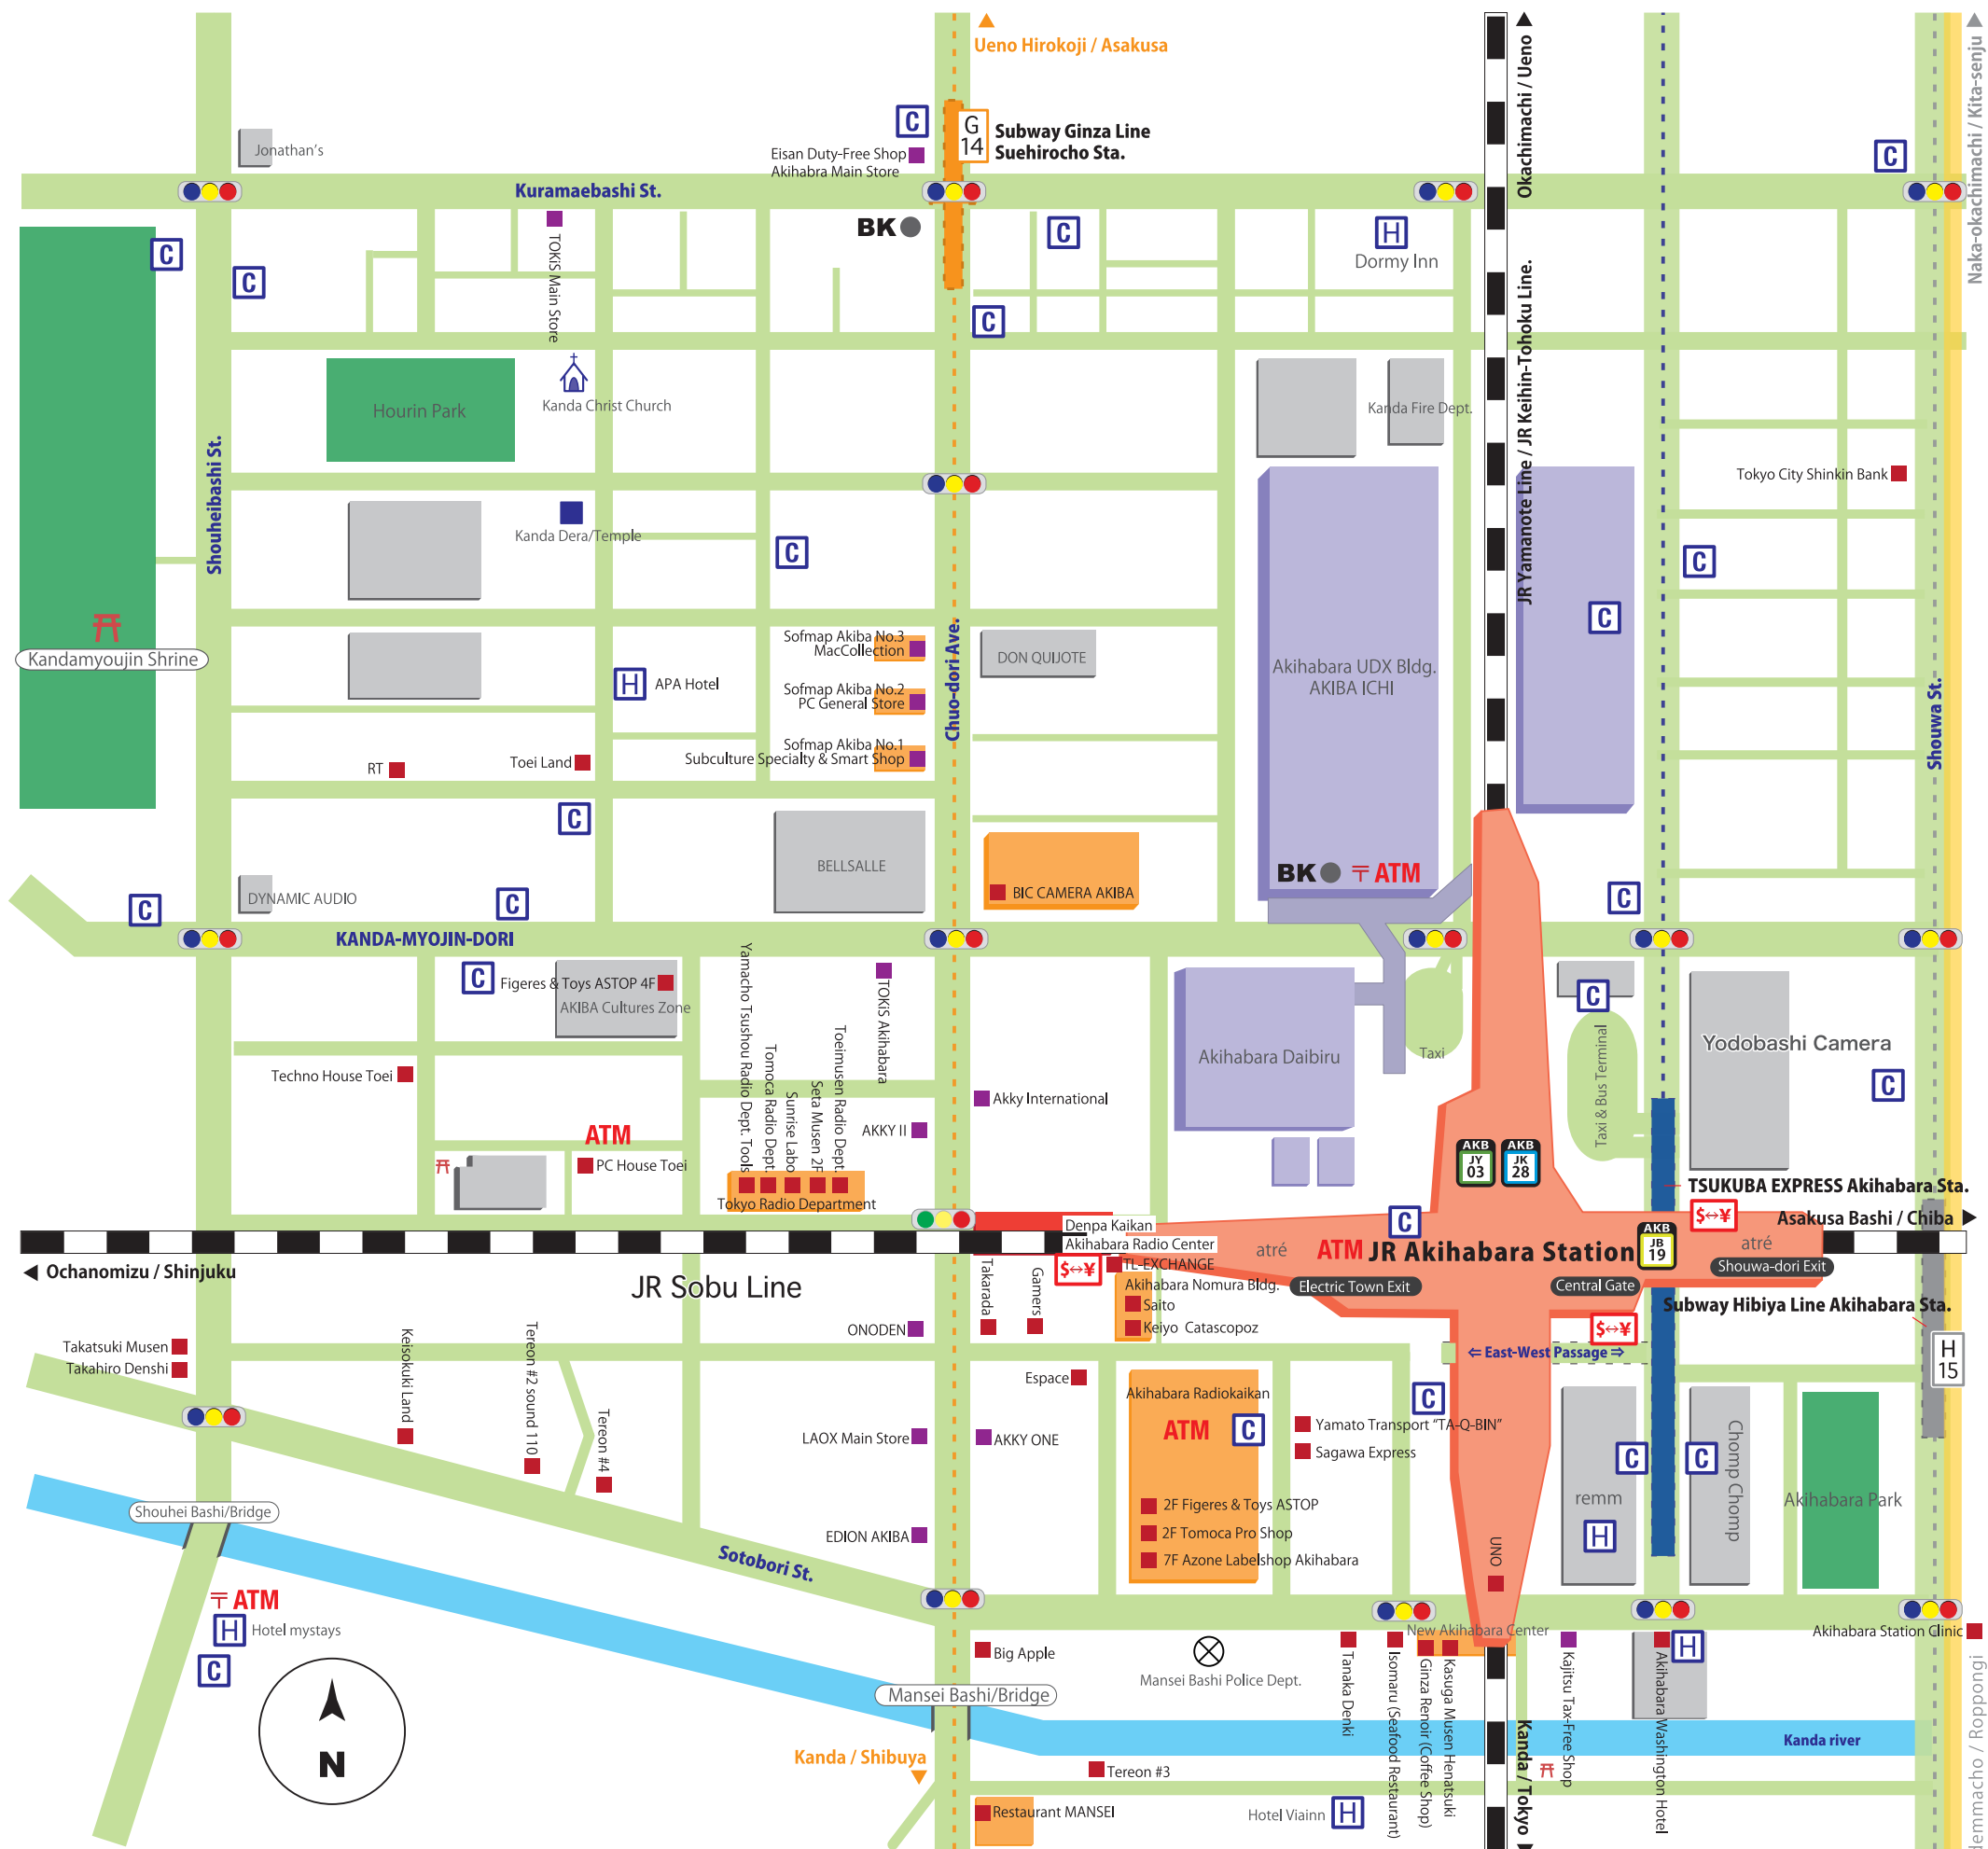 Ueno Hirokoji / Asakusa
Okachimachi / Ueno
Naka-okachimachi / Kita-senju
C
G
14
Subway Ginza Line
Suehirocho Sta.
Jonathan's
Eisan Duty-Free Shop
Akihabra Main Store
C
Kuramaebashi St.
BK
C
H
Dormy Inn
TOKiS Main Store
C
C
C
JR Yamanote Line / JR Keihin-Tohoku Line.
Hourin Park
Kanda Christ Church
Kanda Fire Dept.
Shouheibashi St.
Tokyo City Shinkin Bank
Kanda Dera/Temple
C
C
C
Kandamyoujin Shrine
Sofmap Akiba No.3
MacCollection
DON QUIJOTE
Chuo-dori Ave.
Akihabara UDX Bldg.
AKIBA ICHI
H
APA Hotel
Sofmap Akiba No.2
PC General Store
Shouwa St.
Sofmap Akiba No.1
Subculture Specialty & Smart Shop
RT
Toei Land
C
BELLSALLE
BIC CAMERA AKIBA
BK
〒ATM
DYNAMIC AUDIO
C
C
C
KANDA-MYOJIN-DORI
C
Figeres & Toys ASTOP 4F
AKIBA Cultures Zone
Yamacho Tsushou Radio Dept. Tools
Tomoca Radio Dept.
Sunrise Labo
Seta Musen 2F
Toeimusen Radio Dept.
TOKiS Akihabara
C
Akihabara Daibiru
Taxi
Taxi & Bus Terminal
Yodobashi Camera
C
Techno House Toei
Akky International
AKKY II
ATM
PC House Toei
Tokyo Radio Department
AKB
JY
03
AKB
JK
28
TSUKUBA EXPRESS Akihabara Sta.
$↔¥
Asakusa Bashi / Chiba
Denpa Kaikan
Akihabara Radio Center
C
atré
ATM
JR Akihabara Station
AKB
JB
19
atré
Shouwa-dori Exit
Ochanomizu / Shinjuku
JR Sobu Line
$↔¥
TL-EXCHANGE
Akihabara Nomura Bldg.
Electric Town Exit
Central Gate
Takarada
Gamers
Saito
Keiyo Catascopoz
Subway Hibiya Line Akihabara Sta.
$↔¥
H
15
ONODEN
Takatsuki Musen
Takahiro Denshi
⇐ East-West Passage ⇒
Keisokuki Land
Tereon #2 sound 110
Tereon #4
Espace
Akihabara Radiokaikan
ATM
C
C
Yamato Transport “TA-Q-BIN”
Sagawa Express
LAOX Main Store
AKKY ONE
C
C
Chomp Chomp
remm
H
Akihabara Park
2F Figeres & Toys ASTOP
2F Tomoca Pro Shop
7F Azone Labelshop Akihabara
Shouhei Bashi/Bridge
EDION AKIBA
Sotobori St.
UNO
〒ATM
H
Hotel mystays
C
N
Big Apple
Mansei Bashi Police Dept.
New Akihabara Center
Tanaka Denki
Isomaru (Seafood Restaurant)
Ginza Renoir (Coffee Shop)
Kasuga Musen Henatsuki
Kajitsu Tax-Free Shop
Akihabara Washington Hotel
H
Akihabara Station Clinic
Mansei Bashi/Bridge
Kanda river
Kanda / Shibuya
Tereon #3
Restaurant MANSEI
Hotel Viainn
H
Kanda / Tokyo
demmacho / Roppongi